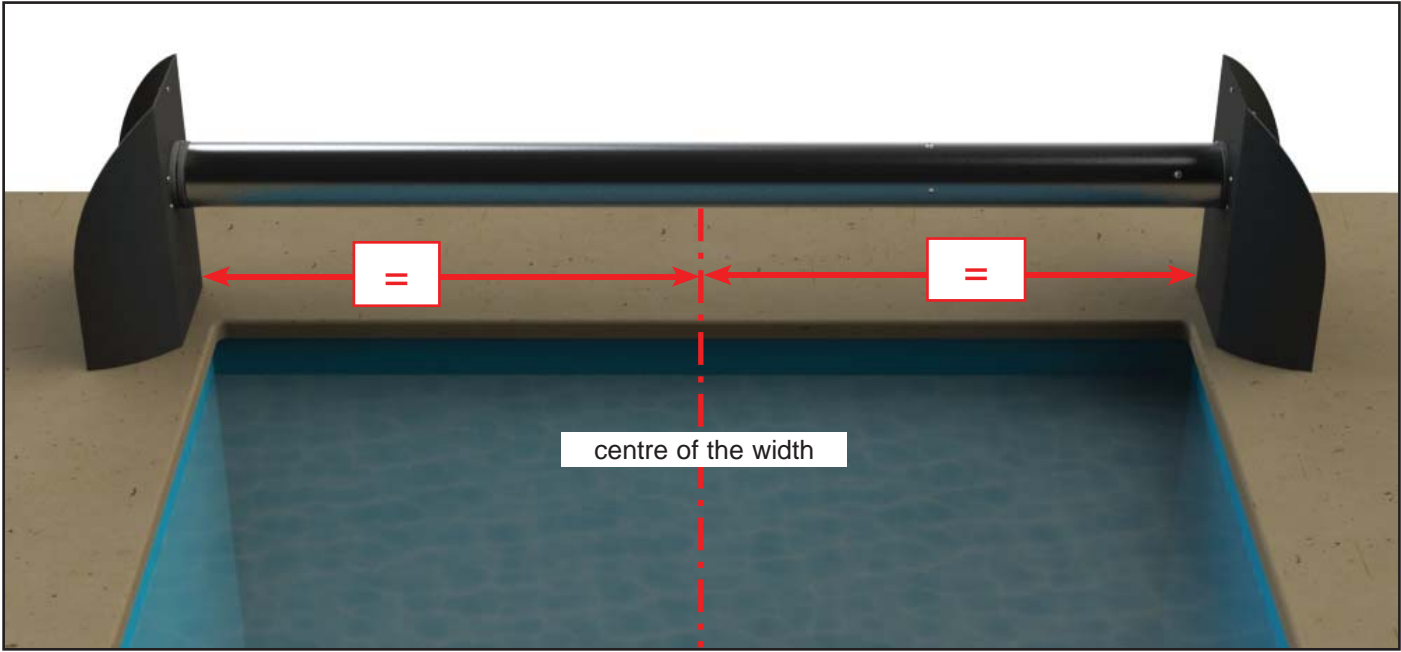 = =
centre of the width